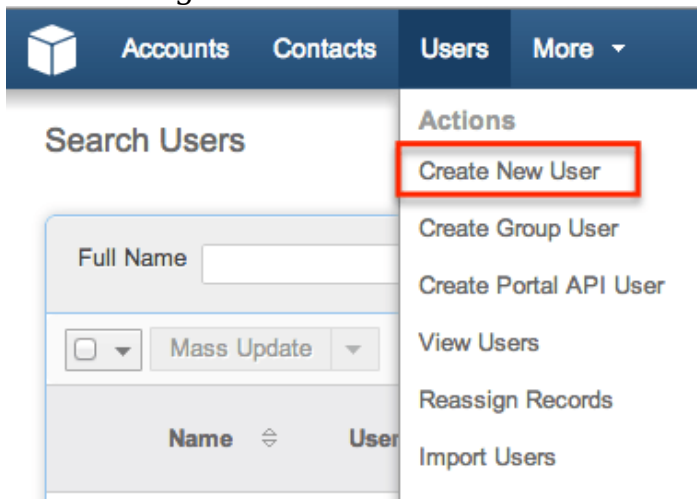 Accounts Contacts Users More
Search Users
Actions
Create New User
Create Group User
Create Portal API User
View Users
Reassign Records
Import Users
Full Name
Mass Update
Name